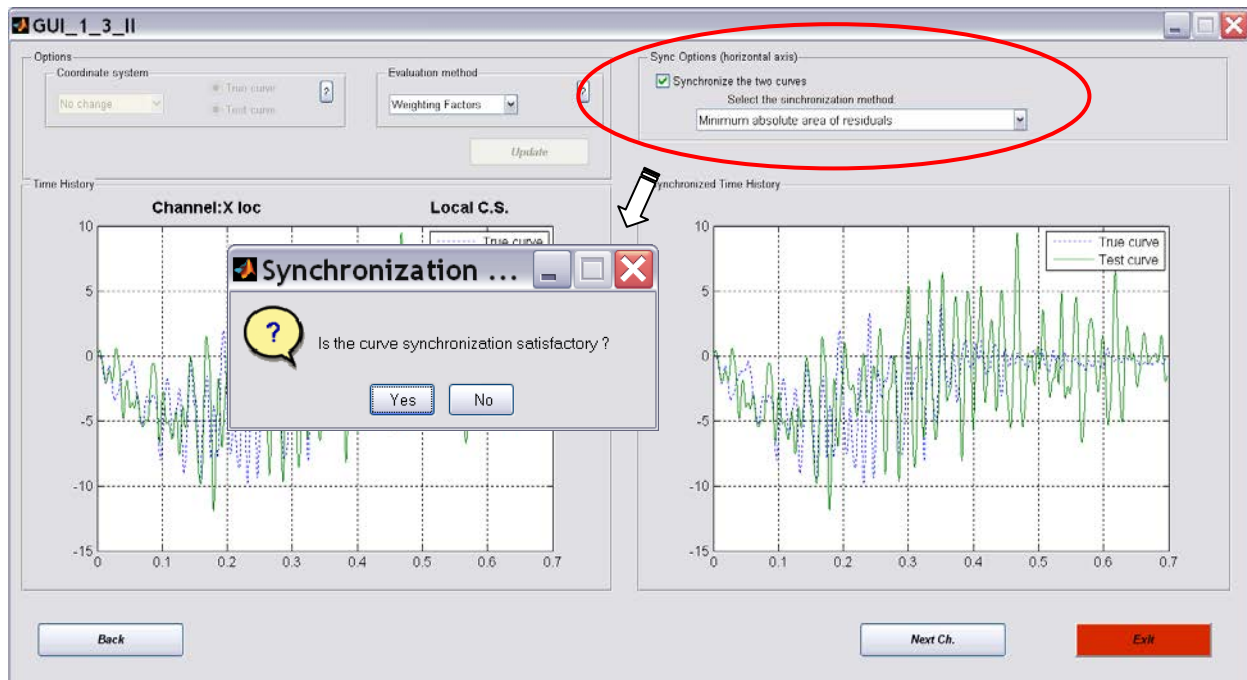 GUI_1_3_II
Options
Coordinate system
No change
True curve
Test curve
?
Evaluation method
Weighting Factors
?
Update
Sync Options (horizontal axis)
Synchronize the two curves
Select the sinchronization method.
Minimum absolute area of residuals
Time History
Channel:X loc
Local C.S.
True curve
10
5
0
-5
-10
-15
0
0.1
0.2
0.3
0.4
0.5
0.6
0.7
Synchronization ...
?
Is the curve synchronization satisfactory ?
Yes
No
Synchronized Time History
True curve
Test curve
10
5
0
-5
-10
-15
0
0.1
0.2
0.3
0.4
0.5
0.6
0.7
Back
Next Ch.
Exit